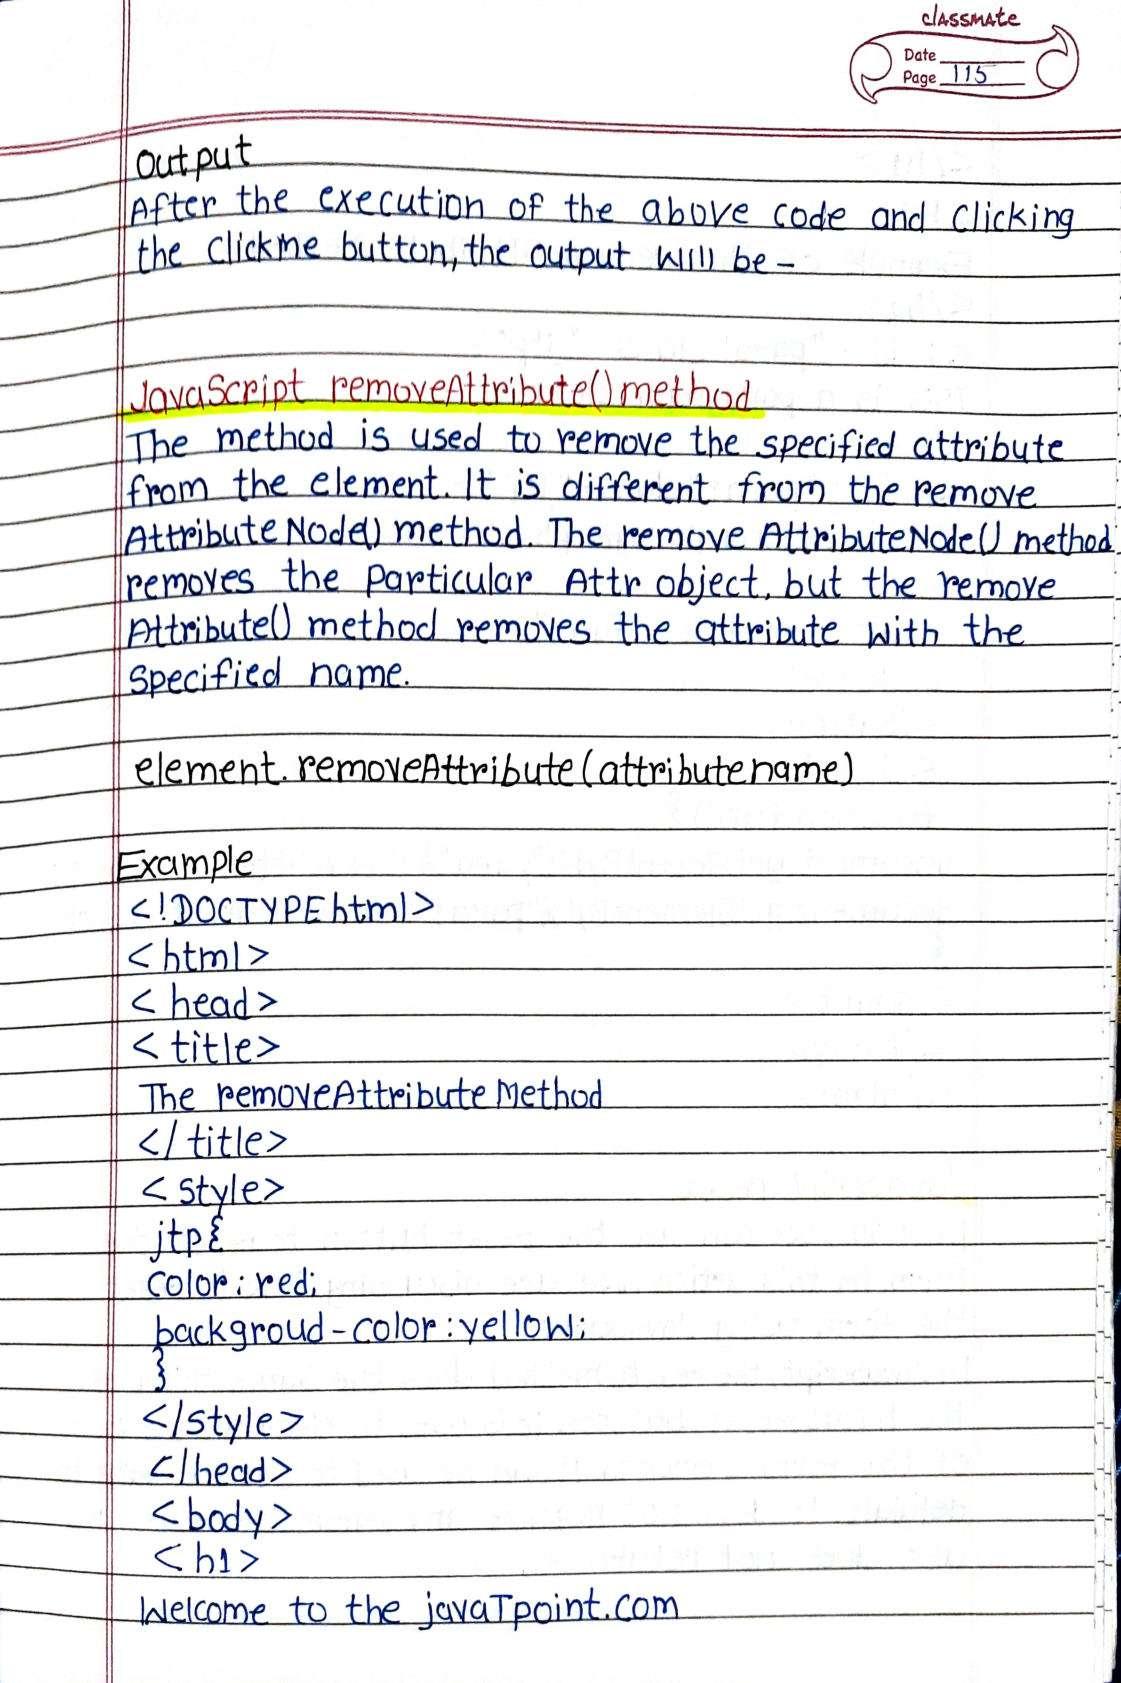 classmate
Date
Page 115
Output
After the execution of the above code and clicking
the clickme button, the output will be -
JavaScript removeAttribute() method
The method is used to remove the specified attribute
from the element. It is different from the remove
AttributeNode() method. The remove AttributeNode() method
removes the particular Attr object, but the remove
Attribute() method removes the attribute with the
specified name.
element.removeAttribute(attributename)
Example
<!DOCTYPE html>
<html>
<head>
<title>
The removeAttribute Method
</title>
<style>
jtp{
color: red;
backgroud-color: yellow;
}
</style>
</head>
<body>
<h1>
Welcome to the javaTpoint.com